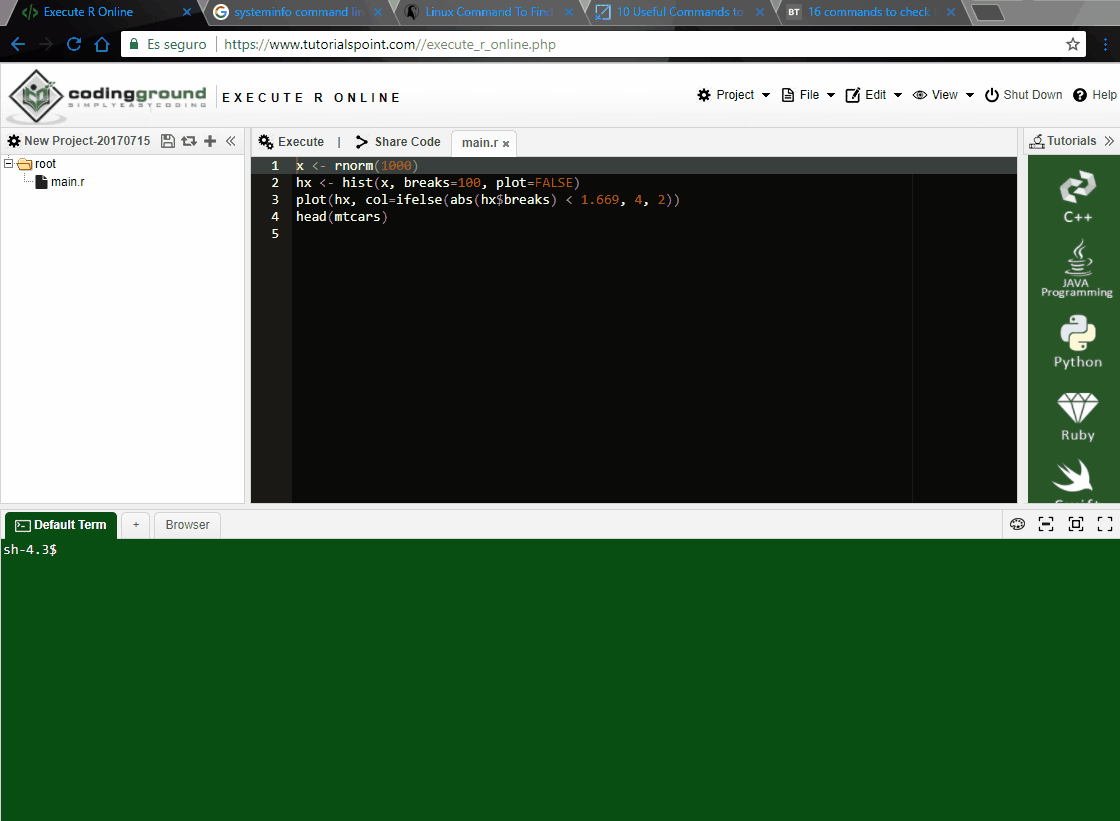 Execute R Online
systeminfo command lin
Linux Command To Find
10 Useful Commands to
BT 16 commands to check
Es seguro https://www.tutorialspoint.com//execute_r_online.php
codingground
SIMPLYEASYCODING
EXECUTE R ONLINE
Project File Edit View Shut Down Help
New Project-20170715
Execute | Share Code main.r
Tutorials
root
main.r
1 x <- rnorm(1000)
2 hx <- hist(x, breaks=100, plot=FALSE)
3 plot(hx, col=ifelse(abs(hx$breaks) < 1.669, 4, 2))
4 head(mtcars)
5
C++
JAVA
Programming
Python
Ruby
Swift
Default Term + Browser
sh-4.3$